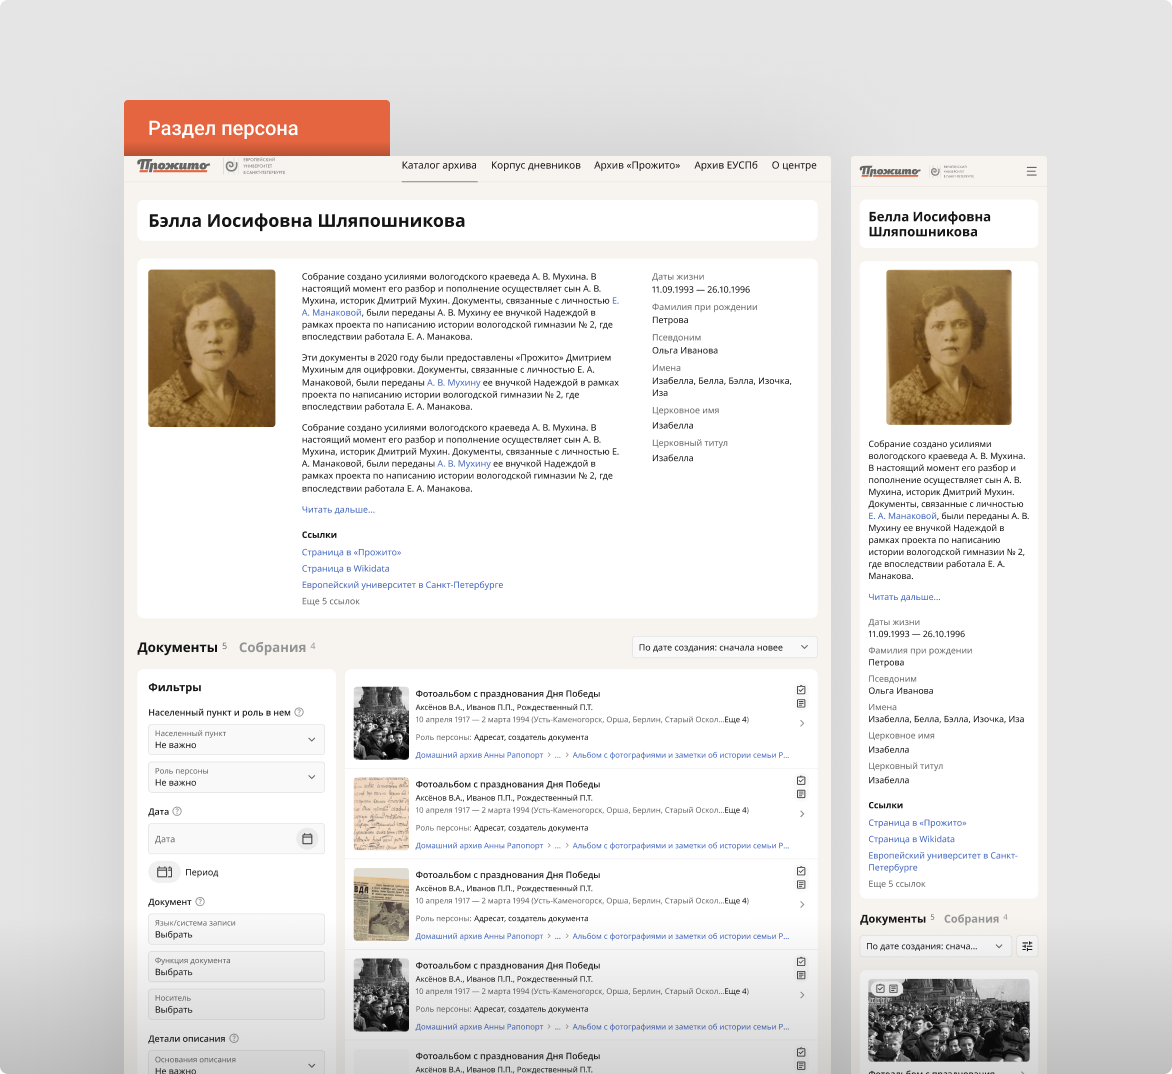 Раздел персона
Прожито
ЕВРОПЕЙСКИЙ
УНИВЕРСИТЕТ
В САНКТ-ПЕТЕРБУРГЕ
Каталог архива
Корпус дневников
Архив «Прожито»
Архив ЕУСПб
О центре
Бэлла Иосифовна Шляпошникова
Собрание создано усилиями вологодского краеведа А. В. Мухина. В
настоящий момент его разбор и пополнение осуществляет сын А. В.
Мухина, историк Дмитрий Мухин. Документы, связанные с личностью Е.
А. Манаковой, были переданы А. В. Мухину ее внучкой Надеждой в
рамках проекта по написанию истории вологодской гимназии № 2, где
впоследствии работала Е. А. Манакова.
Эти документы в 2020 году были предоставлены «Прожито» Дмитрием
Мухиным для оцифровки. Документы, связанные с личностью Е. А.
Манаковой, были переданы А. В. Мухину ее внучкой Надеждой в рамках
проекта по написанию истории вологодской гимназии № 2, где
впоследствии работала Е. А. Манакова.
Собрание создано усилиями вологодского краеведа А. В. Мухина. В
настоящий момент его разбор и пополнение осуществляет сын А. В.
Мухина, историк Дмитрий Мухин. Документы, связанные с личностью Е.
А. Манаковой, были переданы А. В. Мухину ее внучкой Надеждой в
рамках проекта по написанию истории вологодской гимназии № 2, где
впоследствии работала Е. А. Манакова.
Читать дальше...
Ссылки
Страница в «Прожито»
Страница в Wikidata
Европейский университет в Санкт-Петербурге
Еще 5 ссылок
Даты жизни
11.09.1993 — 26.10.1996
Фамилия при рождении
Петрова
Псевдоним
Ольга Иванова
Имена
Изабелла, Белла, Бэлла, Изочка,
Иза
Церковное имя
Изабелла
Церковный титул
Изабелла
Документы 5 Собрания 4
По дате создания: сначала новее
Фильтры
Населенный пункт и роль в нем ?
Населенный пункт
Не важно
Роль персоны
Не важно
Дата ?
Дата
Период
Документ ?
Язык/система записи
Выбрать
Функция документа
Выбрать
Носитель
Выбрать
Детали описания ?
Основания описания
Не важно
Фотоальбом с празднования Дня Победы
Аксёнов В.А., Иванов П.П., Рождественный П.Т.
10 апреля 1917 — 2 марта 1994 (Усть-Каменогорск, Орша, Берлин, Старый Оскол...Еще 4)
Роль персоны: Адресат, создатель документа
Домашний архив Анны Рапопорт > ... > Альбом с фотографиями и заметки об истории семьи Р...
Фотоальбом с празднования Дня Победы
Аксёнов В.А., Иванов П.П., Рождественный П.Т.
10 апреля 1917 — 2 марта 1994 (Усть-Каменогорск, Орша, Берлин, Старый Оскол...Еще 4)
Роль персоны: Адресат, создатель документа
Домашний архив Анны Рапопорт > ... > Альбом с фотографиями и заметки об истории семьи Р...
Фотоальбом с празднования Дня Победы
Аксёнов В.А., Иванов П.П., Рождественный П.Т.
10 апреля 1917 — 2 марта 1994 (Усть-Каменогорск, Орша, Берлин, Старый Оскол...Еще 4)
Роль персоны: Адресат, создатель документа
Домашний архив Анны Рапопорт > ... > Альбом с фотографиями и заметки об истории семьи Р...
Фотоальбом с празднования Дня Победы
Аксёнов В.А., Иванов П.П., Рождественный П.Т.
10 апреля 1917 — 2 марта 1994 (Усть-Каменогорск, Орша, Берлин, Старый Оскол...Еще 4)
Роль персоны: Адресат, создатель документа
Домашний архив Анны Рапопорт > ... > Альбом с фотографиями и заметки об истории семьи Р...
Фотоальбом с празднования Дня Победы
Аксёнов В.А., Иванов П.П., Рождественный П.Т.
Прожито
Белла Иосифовна
Шляпошникова
Собрание создано усилиями
вологодского краеведа А. В. Мухина.
В настоящий момент его разбор и
пополнение осуществляет сын А. В.
Мухина, историк Дмитрий Мухин.
Документы, связанные с личностью
Е. А. Манаковой, были переданы А. В.
Мухину ее внучкой Надеждой в
рамках проекта по написанию
истории вологодской гимназии № 2,
где впоследствии работала Е. А.
Манакова.
Читать дальше...
Даты жизни
11.09.1993 — 26.10.1996
Фамилия при рождении
Петрова
Псевдоним
Ольга Иванова
Имена
Изабелла, Белла, Бэлла, Изочка, Иза
Церковное имя
Изабелла
Церковный титул
Изабелла
Ссылки
Страница в «Прожито»
Страница в Wikidata
Европейский университет в Санкт-
Петербурге
Еще 5 ссылок
Документы 5 Собрания 4
По дате создания: снача...
Фотоальбом с празднования